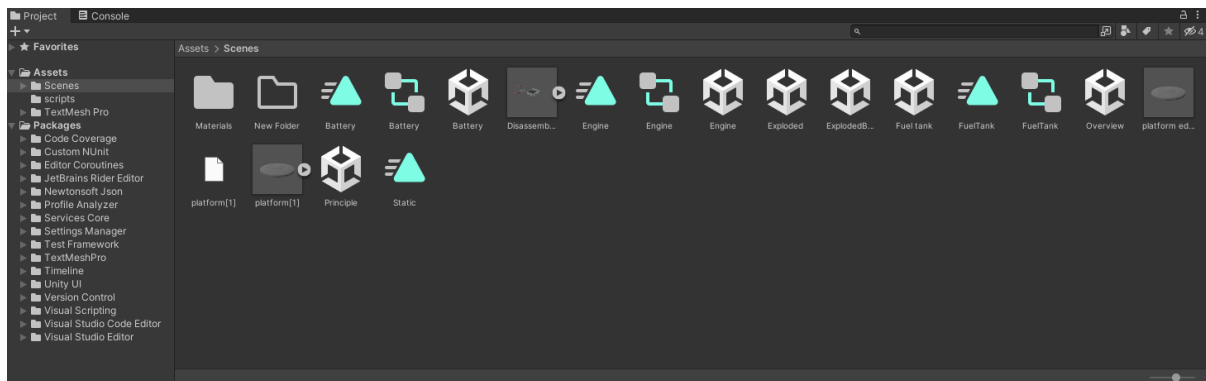 Project Console
4
Favorites
Assets > Scenes
Assets
Scenes
scripts
TextMesh Pro
Packages
Code Coverage
Custom NUnit
Editor Coroutines
JetBrains Rider Editor
Newtonsoft Json
Profile Analyzer
Services Core
Settings Manager
Test Framework
TextMeshPro
Timeline
Unity UI
Version Control
Visual Scripting
Visual Studio Code Editor
Visual Studio Editor
Materials New Folder Battery Battery Battery Disassemb... Engine Engine Engine Exploded ExplodedB... Fuel tank FuelTank FuelTank Overview platform ed...
platform[1] platform[1] Principle Static